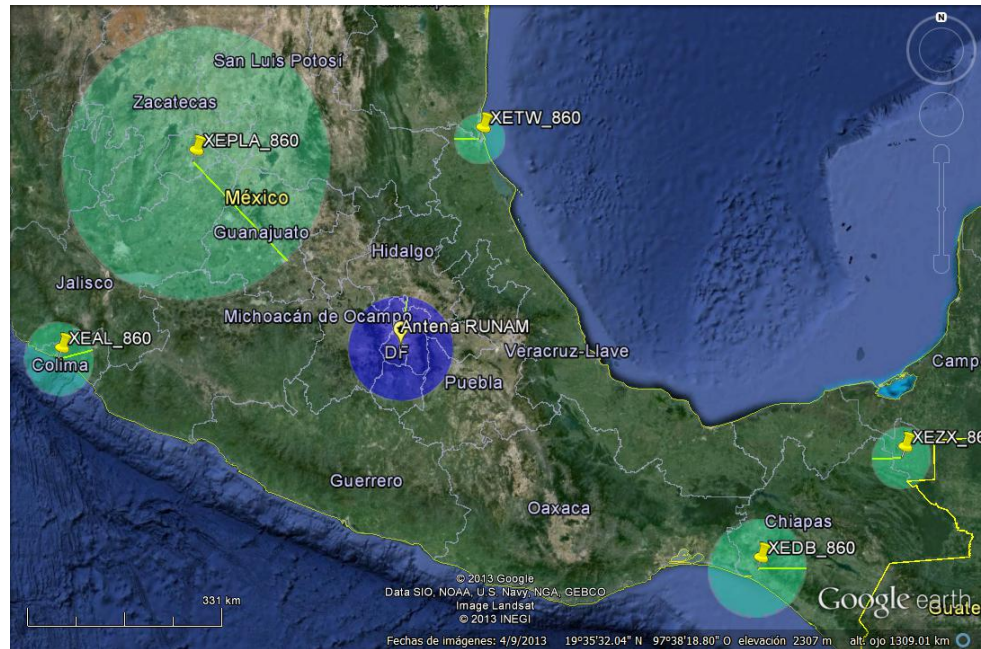 N
San Luis Potosí
Zacatecas
XETW_860
XEPLA_860
México
Guanajuato
Hidalgo
Jalisco
Michoacán de Ocampo
Antena RUNAM
XEAL_860
DF
Veracruz-Llave
Colima
Camp
Puebla
XEZX_86
Guerrero
Oaxaca
Chiapas
XEDB_860
© 2013 Google
Data SIO, NOAA, U.S. Navy, NGA, GEBCO
Image Landsat
© 2013 INEGI
331 km
Google earth
Guate
Fechas de imágenes: 4/9/2013 19°35'32.04" N 97°38'18.80" O elevación 2307 m alt. ojo 1309.01 km